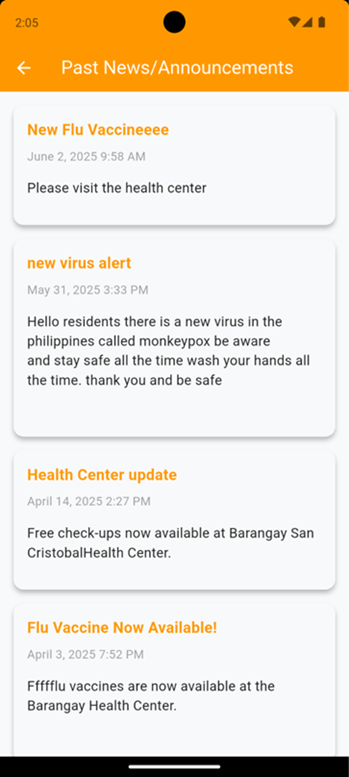 2:05
Past News/Announcements
New Flu Vaccineeee
June 2, 2025 9:58 AM
Please visit the health center
new virus alert
May 31, 2025 3:33 PM
Hello residents there is a new virus in the
philippines called monkeypox be aware
and stay safe all the time wash your hands all
the time. thank you and be safe
Health Center update
April 14, 2025 2:27 PM
Free check-ups now available at Barangay San
CristobalHealth Center.
Flu Vaccine Now Available!
April 3, 2025 7:52 PM
Ffffflu vaccines are now available at the
Barangay Health Center.